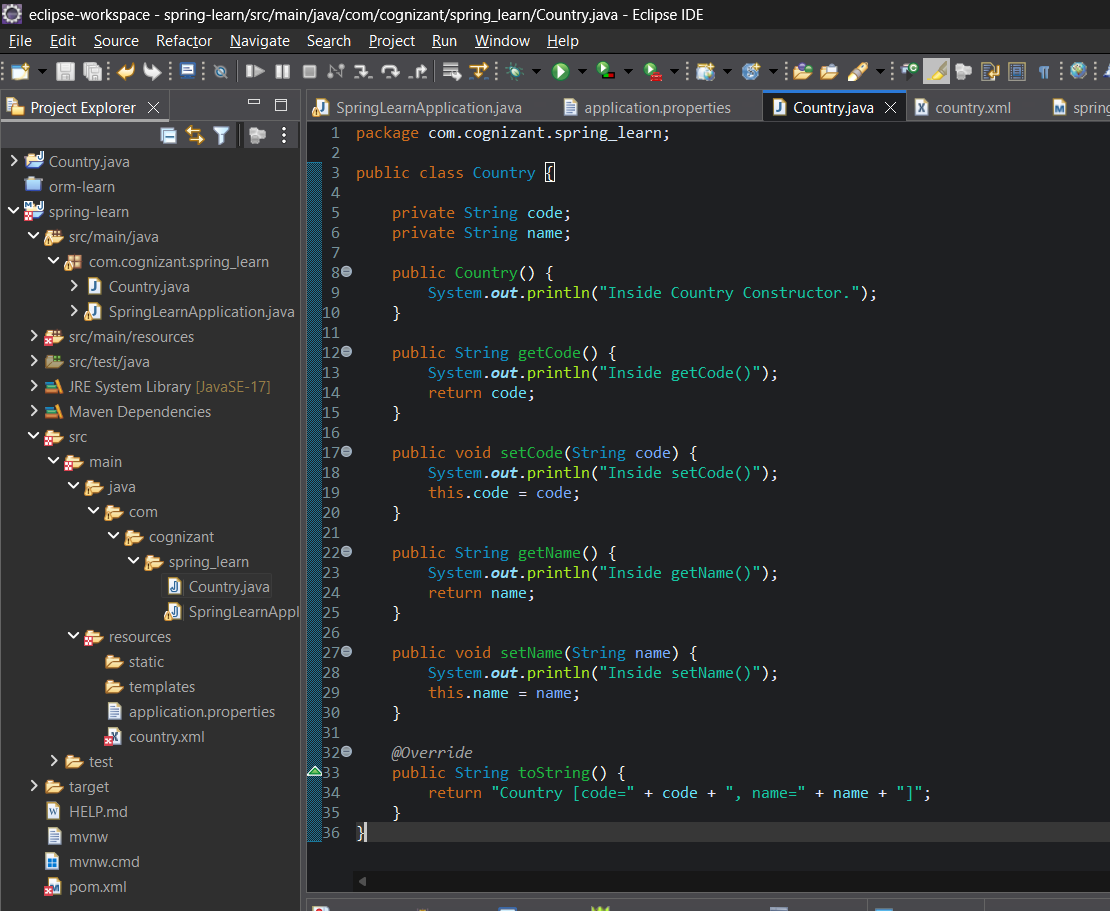 eclipse-workspace - spring-learn/src/main/java/com/cognizant/spring_learn/Country.java - Eclipse IDE
File Edit Source Refactor Navigate Search Project Run Window Help
Project Explorer
Country.java
orm-learn
spring-learn
src/main/java
com.cognizant.spring_learn
Country.java
SpringLearnApplication.java
src/main/resources
src/test/java
JRE System Library [JavaSE-17]
Maven Dependencies
src
main
java
com
cognizant
spring_learn
Country.java
SpringLearnAppl
resources
static
templates
application.properties
country.xml
test
target
HELP.md
mvnw
mvnw.cmd
pom.xml
SpringLearnApplication.java application.properties Country.java country.xml spring
1 package com.cognizant.spring_learn;
2
3 public class Country {
4
5     private String code;
6     private String name;
7
8     public Country() {
9         System.out.println("Inside Country Constructor.");
10     }
11
12     public String getCode() {
13         System.out.println("Inside getCode()");
14         return code;
15     }
16
17     public void setCode(String code) {
18         System.out.println("Inside setCode()");
19         this.code = code;
20     }
21
22     public String getName() {
23         System.out.println("Inside getName()");
24         return name;
25     }
26
27     public void setName(String name) {
28         System.out.println("Inside setName()");
29         this.name = name;
30     }
31
32     @Override
33     public String toString() {
34         return "Country [code=" + code + ", name=" + name + "]";
35     }
36 }